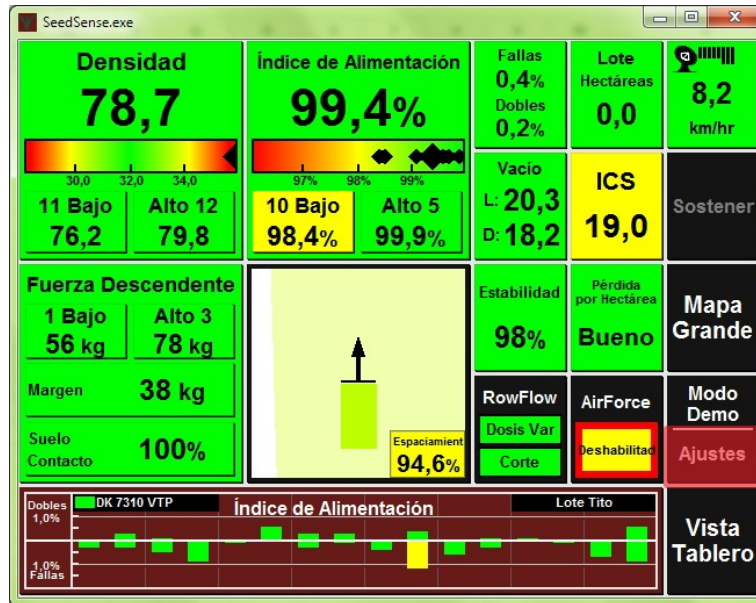 SeedSense.exe
Densidad
78,7
30,0 32,0 34,0
11 Bajo
76,2
Alto 12
79,8
Índice de Alimentación
99,4%
97% 98% 99%
10 Bajo
98,4%
Alto 5
99,9%
Fallas
0,4%
Dobles
0,2%
Lote
Hectáreas
0,0
8,2
km/hr
Vacío
L: 20,3
D: 18,2
ICS
19,0
Sostener
Fuerza Descendente
1 Bajo
56 kg
Alto 3
78 kg
Margen 38 kg
Suelo
Contacto 100%
Espaciamient
94,6%
Estabilidad
98%
Pérdida
por Hectárea
Bueno
Mapa
Grande
RowFlow
Dosis Var
Corte
AirForce
Deshabilitad
Modo
Demo
Ajustes
Dobles
1,0%
1,0%
Fallas
DK 7310 VTP
Índice de Alimentación
Lote Tito
Vista
Tablero